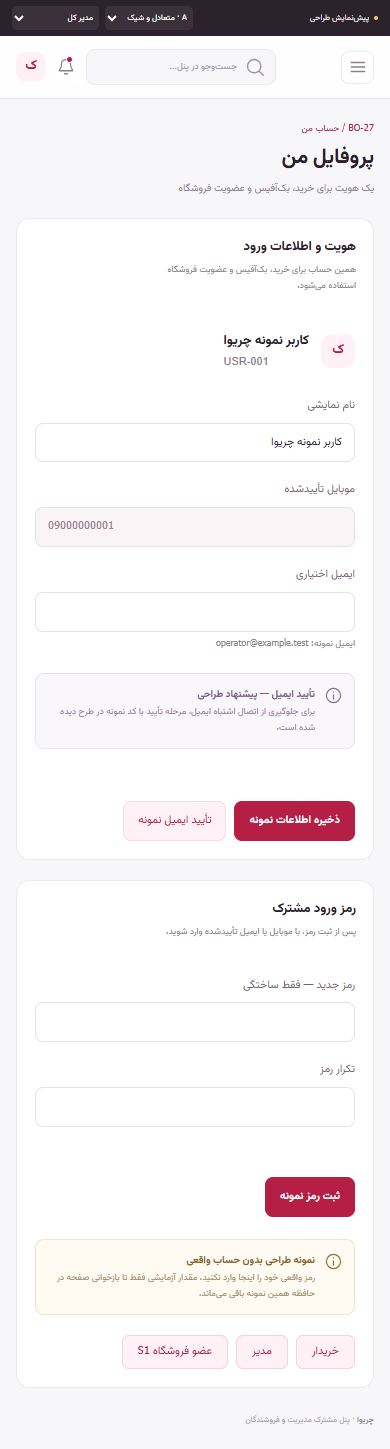 پیش‌نمایش طراحی
A · متعادل و شیک
مدیر کل
جست‌وجو در پنل...
ک
BO-27 / حساب من
پروفایل من
یک هویت برای خرید، بک‌آفیس و عضویت فروشگاه
هویت و اطلاعات ورود
همین حساب برای خرید، بک‌آفیس و عضویت فروشگاه
استفاده می‌شود.
ک
کاربر نمونه چریوا
USR-001
نام نمایشی
کاربر نمونه چریوا
موبایل تأییدشده
09000000001
ایمیل اختیاری
ایمیل نمونه: operator@example.test
تأیید ایمیل — پیشنهاد طراحی
برای جلوگیری از اتصال اشتباه ایمیل، مرحله تأیید با کد نمونه در طرح دیده
شده است.
ذخیره اطلاعات نمونه
تأیید ایمیل نمونه
رمز ورود مشترک
پس از ثبت رمز، با موبایل یا ایمیل تأییدشده وارد شوید.
رمز جدید — فقط ساختگی
تکرار رمز
ثبت رمز نمونه
نمونه طراحی بدون حساب واقعی
رمز واقعی خود را اینجا وارد نکنید، مقدار آزمایشی فقط تا بازخوانی صفحه در
حافظه همین نمونه باقی می‌ماند.
خریدار
مدیر
عضو فروشگاه S1
چریوا · پنل مشترک مدیریت و فروشندگان